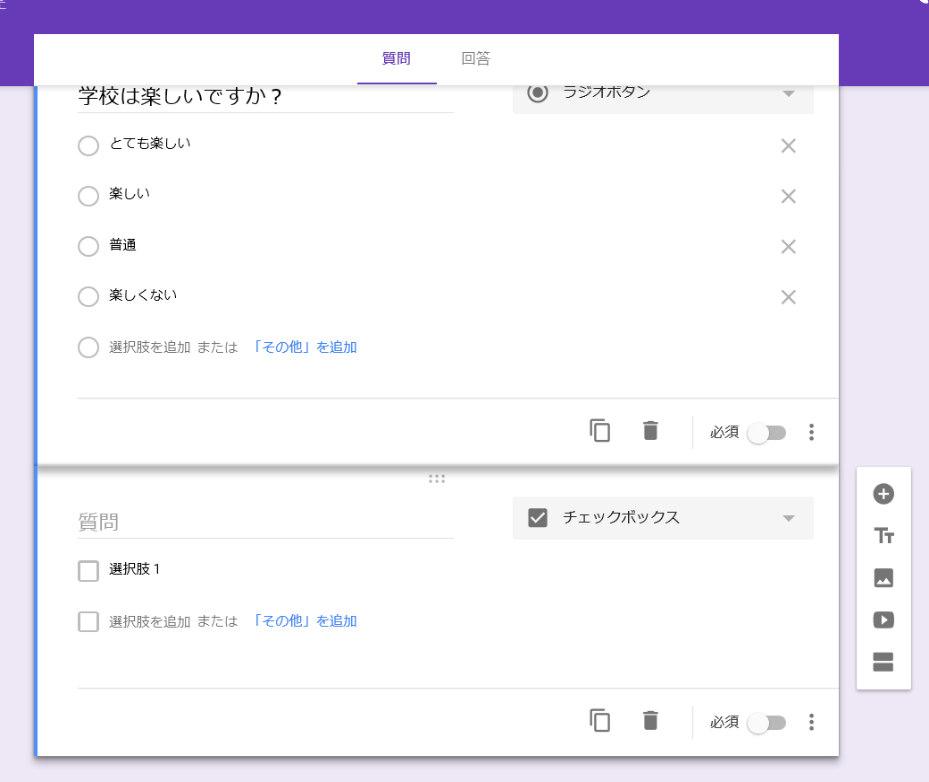 質問 回答
学校は楽しいですか？ ラジオボタン
とても楽しい
楽しい
普通
楽しくない
選択肢を追加 または 「その他」を追加
必須
質問 チェックボックス
選択肢 1
選択肢を追加 または 「その他」を追加
必須